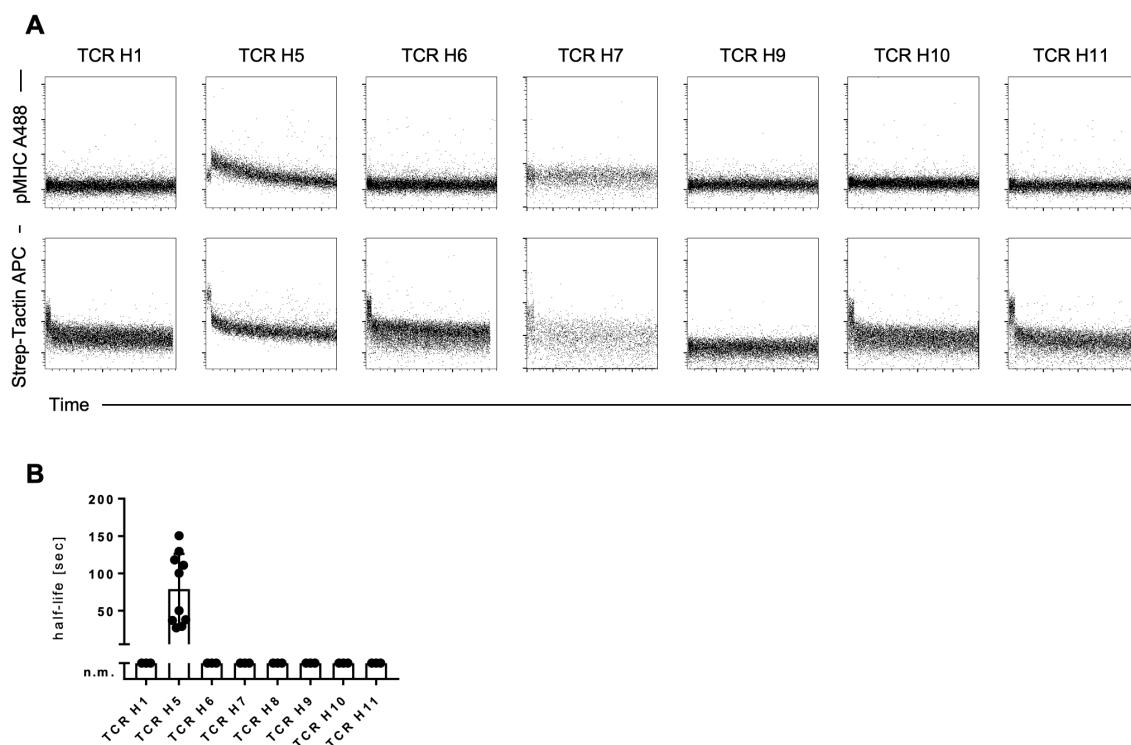 A
TCR H1 TCR H5 TCR H6 TCR H7 TCR H9 TCR H10 TCR H11
pMHC A488
Strep-Tactin APC
Time
B
200
150
100
50
n.m.
half-life [sec]
TCR H1
TCR H5
TCR H6
TCR H7
TCR H8
TCR H9
TCR H10
TCR H11